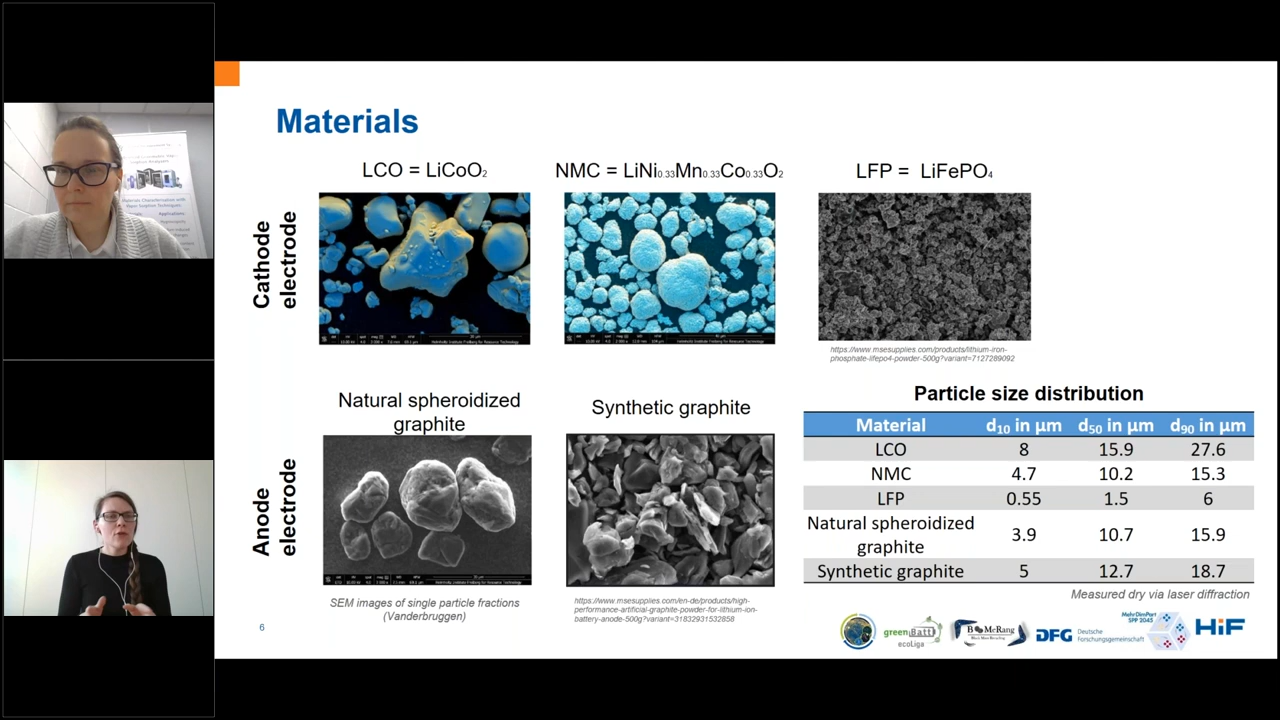 Materials
LCO = LiCoO₂
NMC = LiNi₀.₃₃Mn₀.₃₃Co₀.₃₃O₂
LFP = LiFePO₄
Cathode
electrode
https://www.msesupplies.com/products/lithium-iron-
phosphate-lifepo4-powder-500g?variant=7127289092
Natural spheroidized
graphite
Synthetic graphite
Anode
electrode
SEM images of single particle fractions
(Vanderbruggen)
https://www.msesupplies.com/en-de/products/high-
performance-artificial-graphite-powder-for-lithium-ion-
battery-anode-500g?variant=31832931532858
Particle size distribution
Material d₁₀ in µm d₅₀ in µm d₉₀ in µm
LCO 8 15.9 27.6
NMC 4.7 10.2 15.3
LFP 0.55 1.5 6
Natural spheroidized
graphite 3.9 10.7 15.9
Synthetic graphite 5 12.7 18.7
Measured dry via laser diffraction
6
greenBatt
ecoLiga
BooMeRang
DFG Deutsche
Forschungsgemeinschaft
MehrDimPart
SPP 2045
HiF